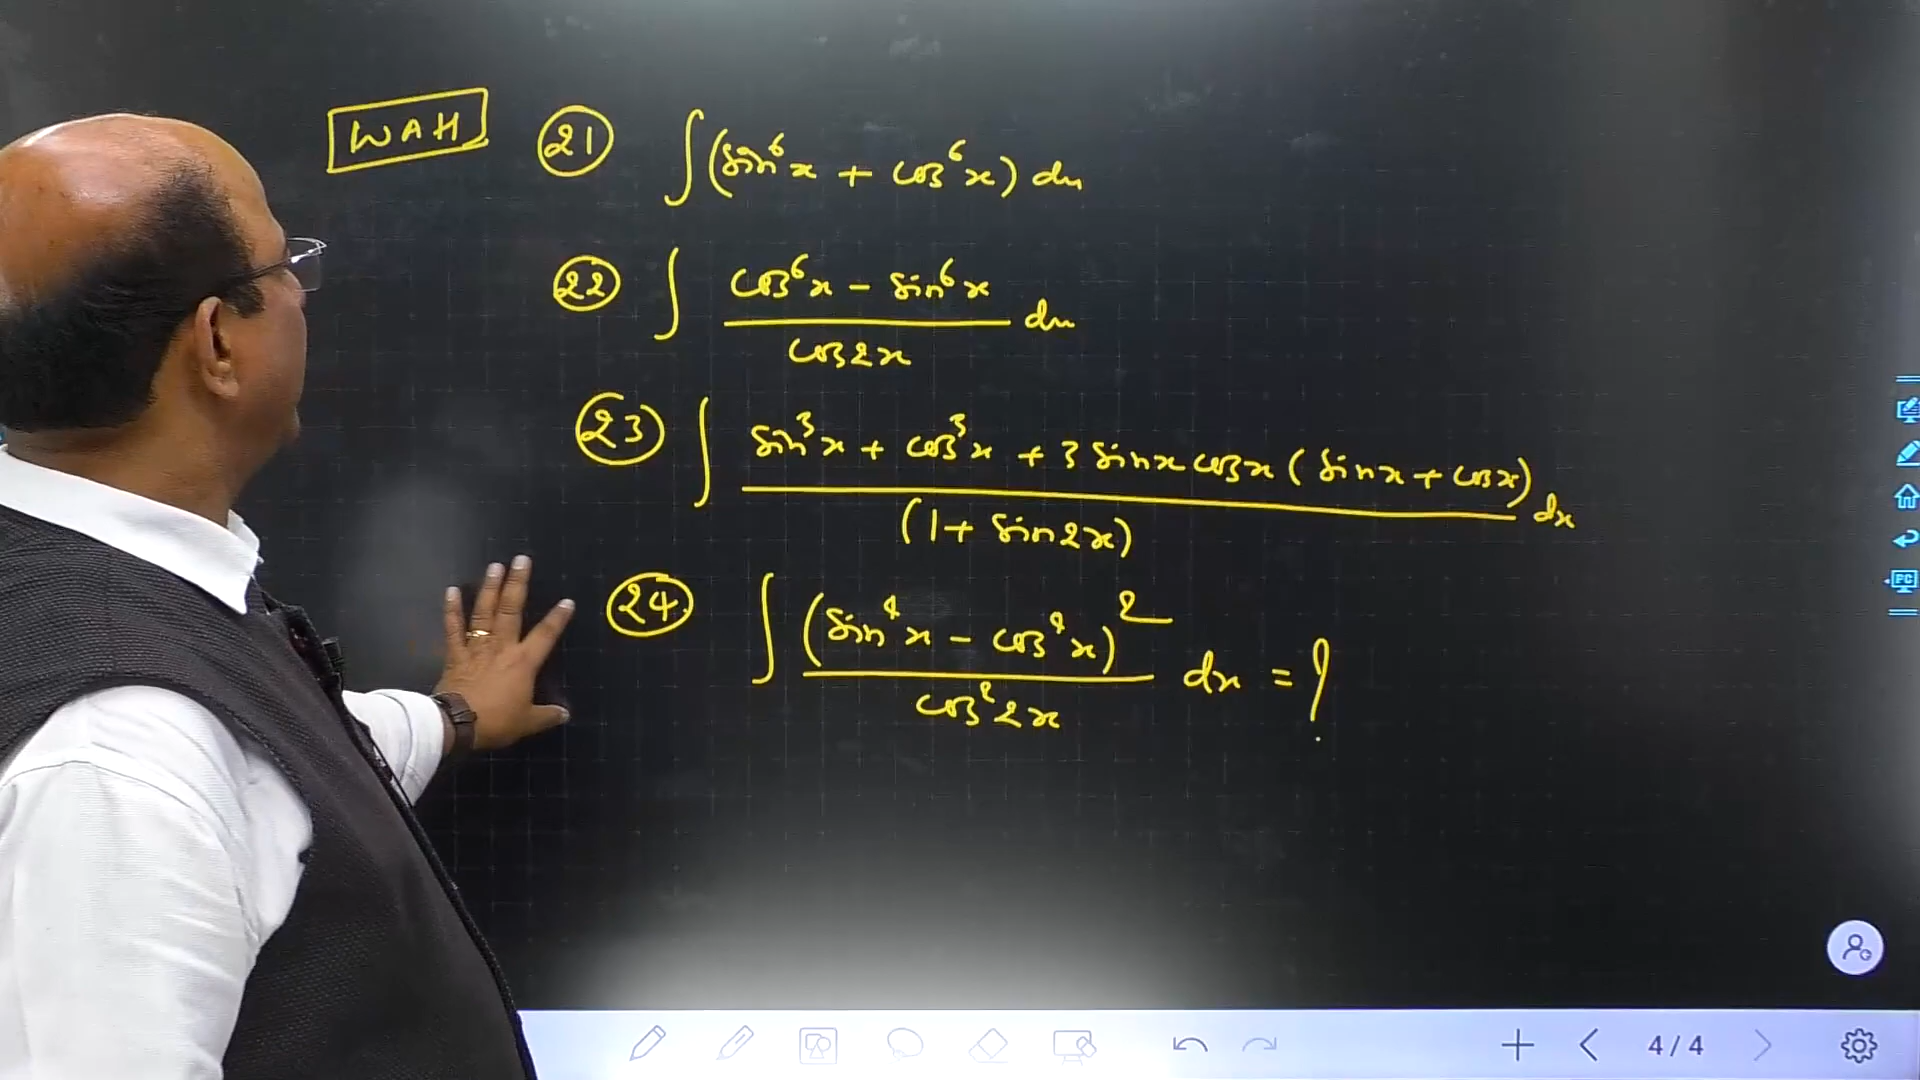 WAH (21) ∫(sin⁶x + cos⁶x) dx
(22) ∫ (cos⁶x − sin⁶x) / cos2x dx
(23) ∫ (sin³x + cos³x + 3 sinx cosx (sinx + cosx)) / (1 + sin2x) dx
(24) ∫ (sin⁴x − cos⁴x)² / cos²2x dx = ?
PC
4/4